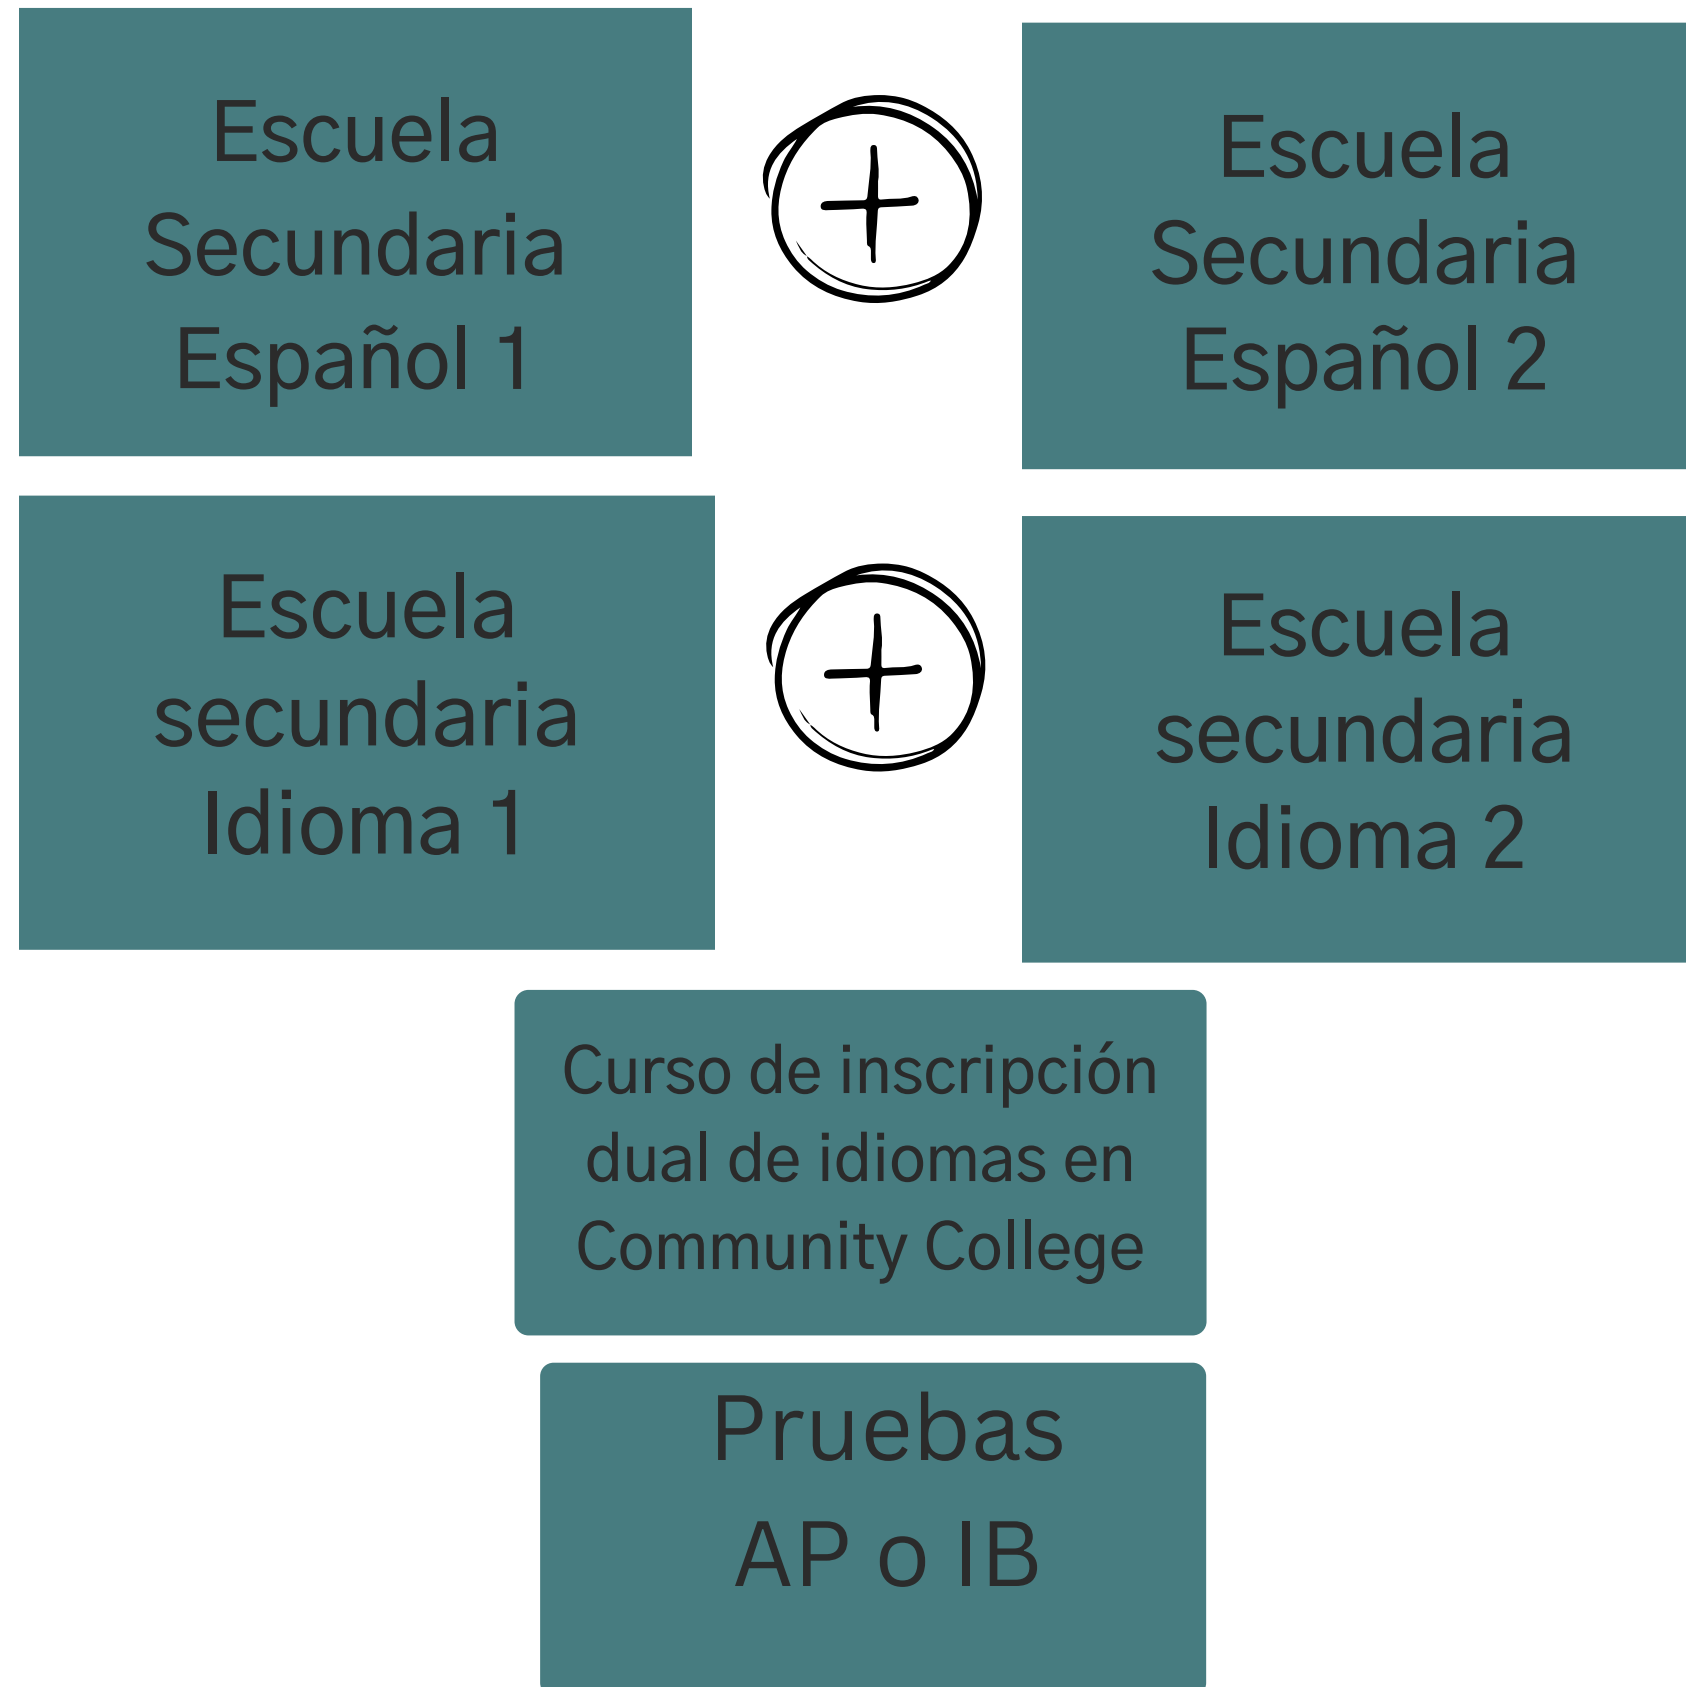 Escuela
Secundaria
Español 1
Escuela
Secundaria
Español 2
Escuela
secundaria
Idioma 1
Escuela
secundaria
Idioma 2
Curso de inscripción
dual de idiomas en
Community College
Pruebas
AP o IB